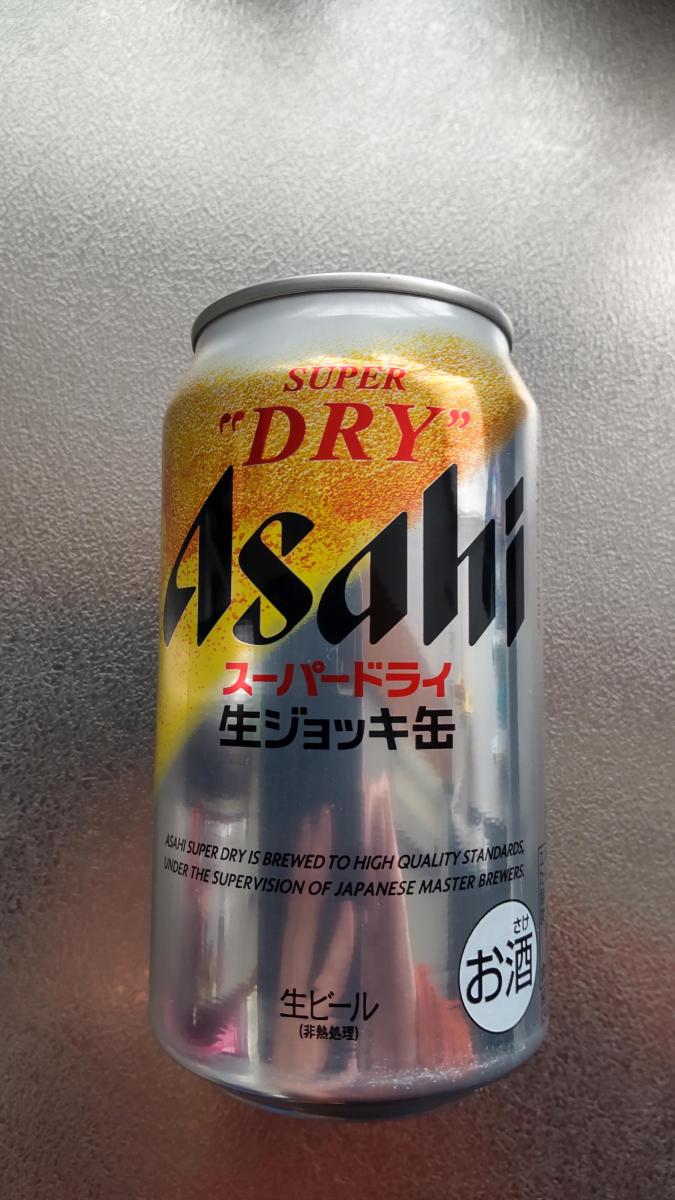 SUPER
"DRY"
Asahi
スーパードライ
生ジョッキ缶
ASAHI SUPER DRY IS BREWED TO HIGH QUALITY STANDARDS,
UNDER THE SUPERVISION OF JAPANESE MASTER BREWERS.
さけ
お酒
生ビール
(非熱処理)